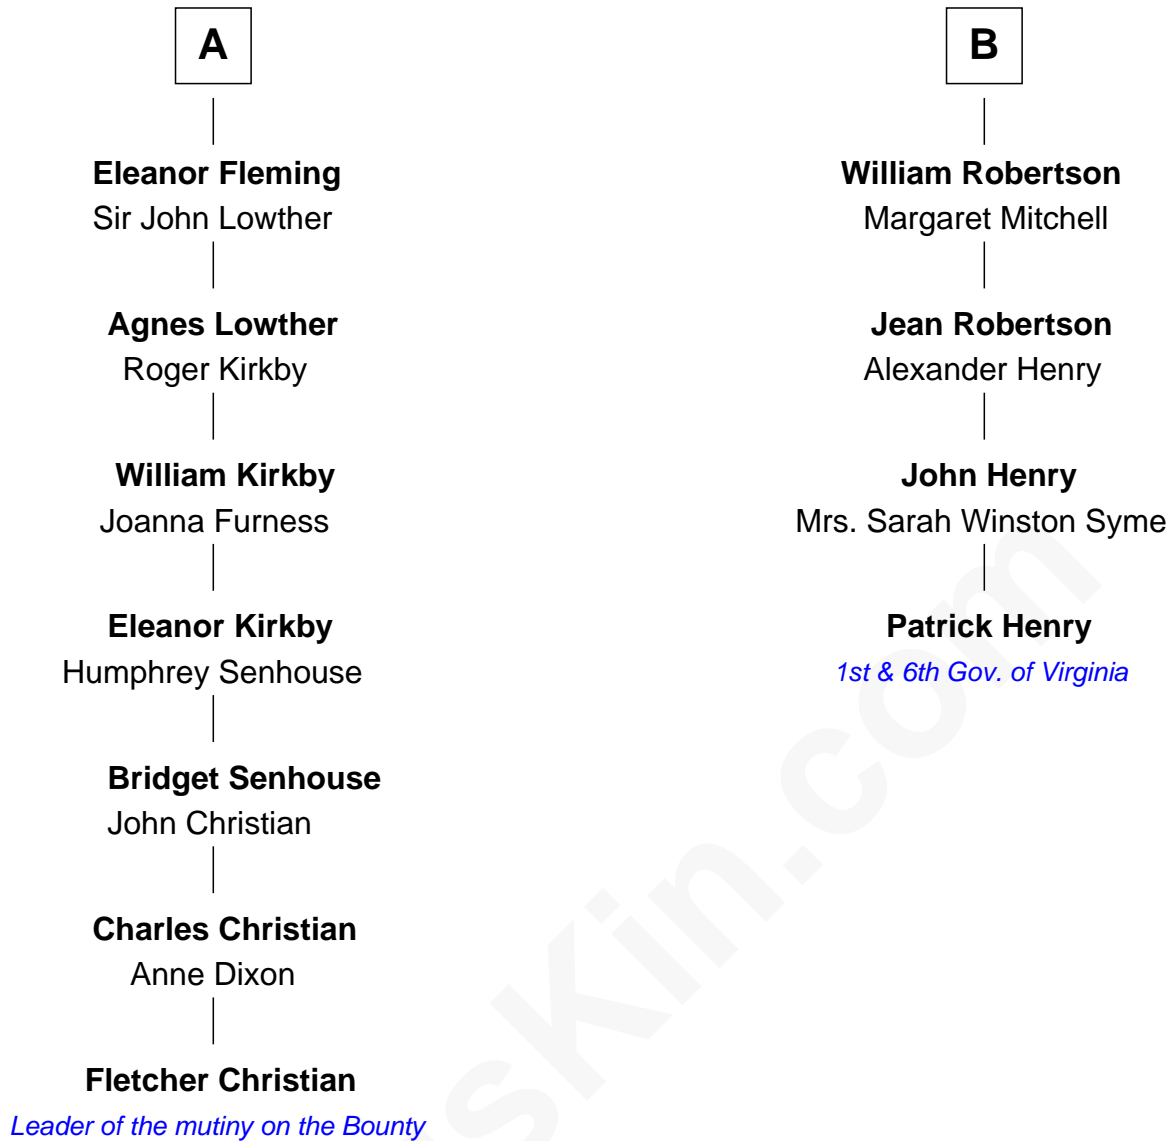 A
Eleanor Fleming
Sir John Lowther
Agnes Lowther
Roger Kirkby
William Kirkby
Joanna Furness
Eleanor Kirkby
Humphrey Senhouse
Bridget Senhouse
John Christian
Charles Christian
Anne Dixon
Fletcher Christian
Leader of the mutiny on the Bounty
B
William Robertson
Margaret Mitchell
Jean Robertson
Alexander Henry
John Henry
Mrs. Sarah Winston Syme
Patrick Henry
1st & 6th Gov. of Virginia
sKin.com